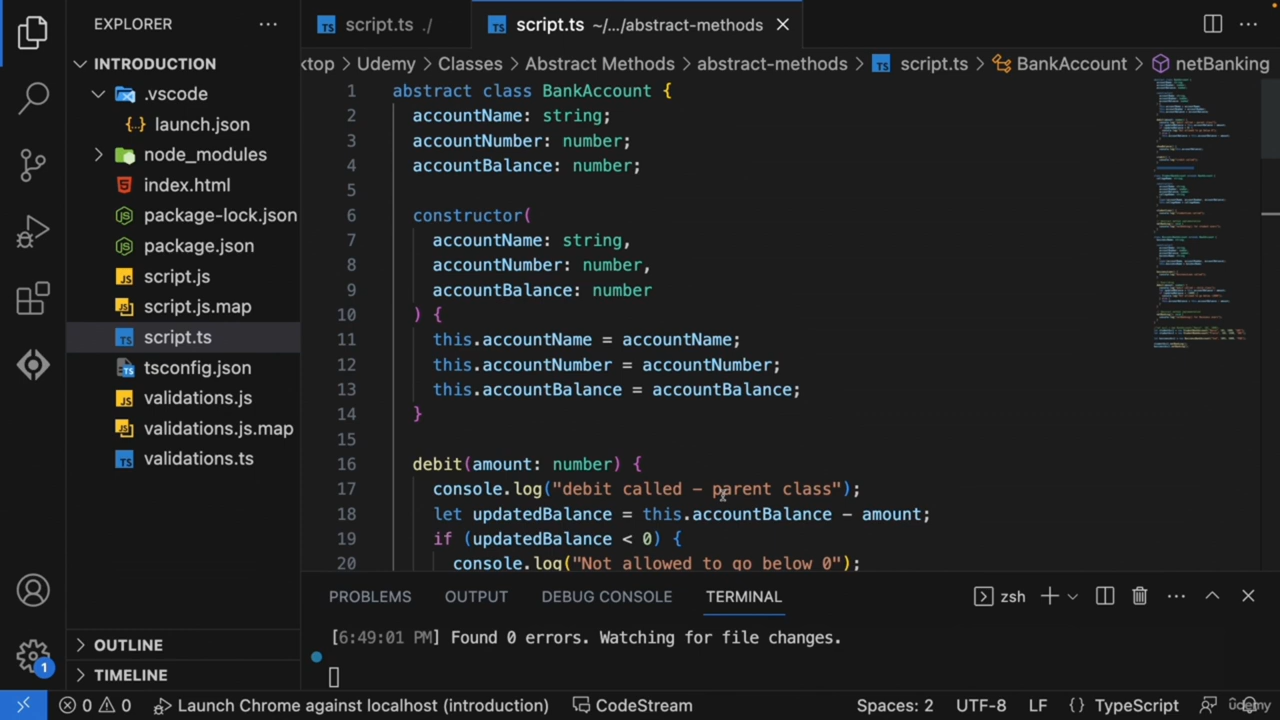 EXPLORER
INTRODUCTION
.vscode
launch.json
node_modules
index.html
package-lock.json
package.json
script.js
script.js.map
script.ts
tsconfig.json
validations.js
validations.js.map
validations.ts
OUTLINE
TIMELINE
script.ts ./
script.ts ~/.../abstract-methods
ktop > Udemy > Classes > Abstract Methods > abstract-methods > script.ts > BankAccount > netBanking
1 abstract class BankAccount {
2 accountName: string;
3 accountNumber: number;
4 accountBalance: number;
5
6 constructor(
7 accountName: string,
8 accountNumber: number,
9 accountBalance: number
10 ) {
11 this.accountName = accountName;
12 this.accountNumber = accountNumber;
13 this.accountBalance = accountBalance;
14 }
15
16 debit(amount: number) {
17 console.log("debit called – parent class");
18 let updatedBalance = this.accountBalance – amount;
19 if (updatedBalance < 0) {
20 console.log("Not allowed to go below 0");
PROBLEMS OUTPUT DEBUG CONSOLE TERMINAL zsh
[6:49:01 PM] Found 0 errors. Watching for file changes.
1
0 0 Launch Chrome against localhost (introduction) CodeStream Spaces: 2 UTF-8 LF {} TypeScript
udemy